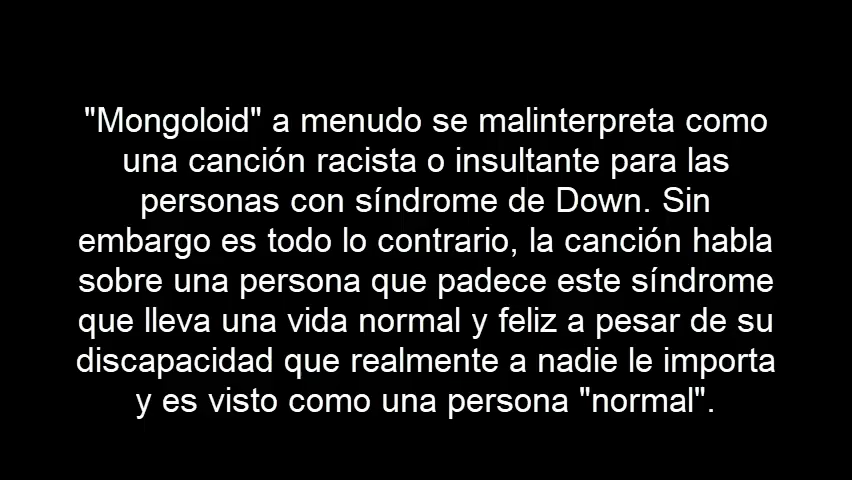 "Mongoloid" a menudo se malinterpreta como
una canción racista o insultante para las
personas con síndrome de Down. Sin
embargo es todo lo contrario, la canción habla
sobre una persona que padece este síndrome
que lleva una vida normal y feliz a pesar de su
discapacidad que realmente a nadie le importa
y es visto como una persona "normal".